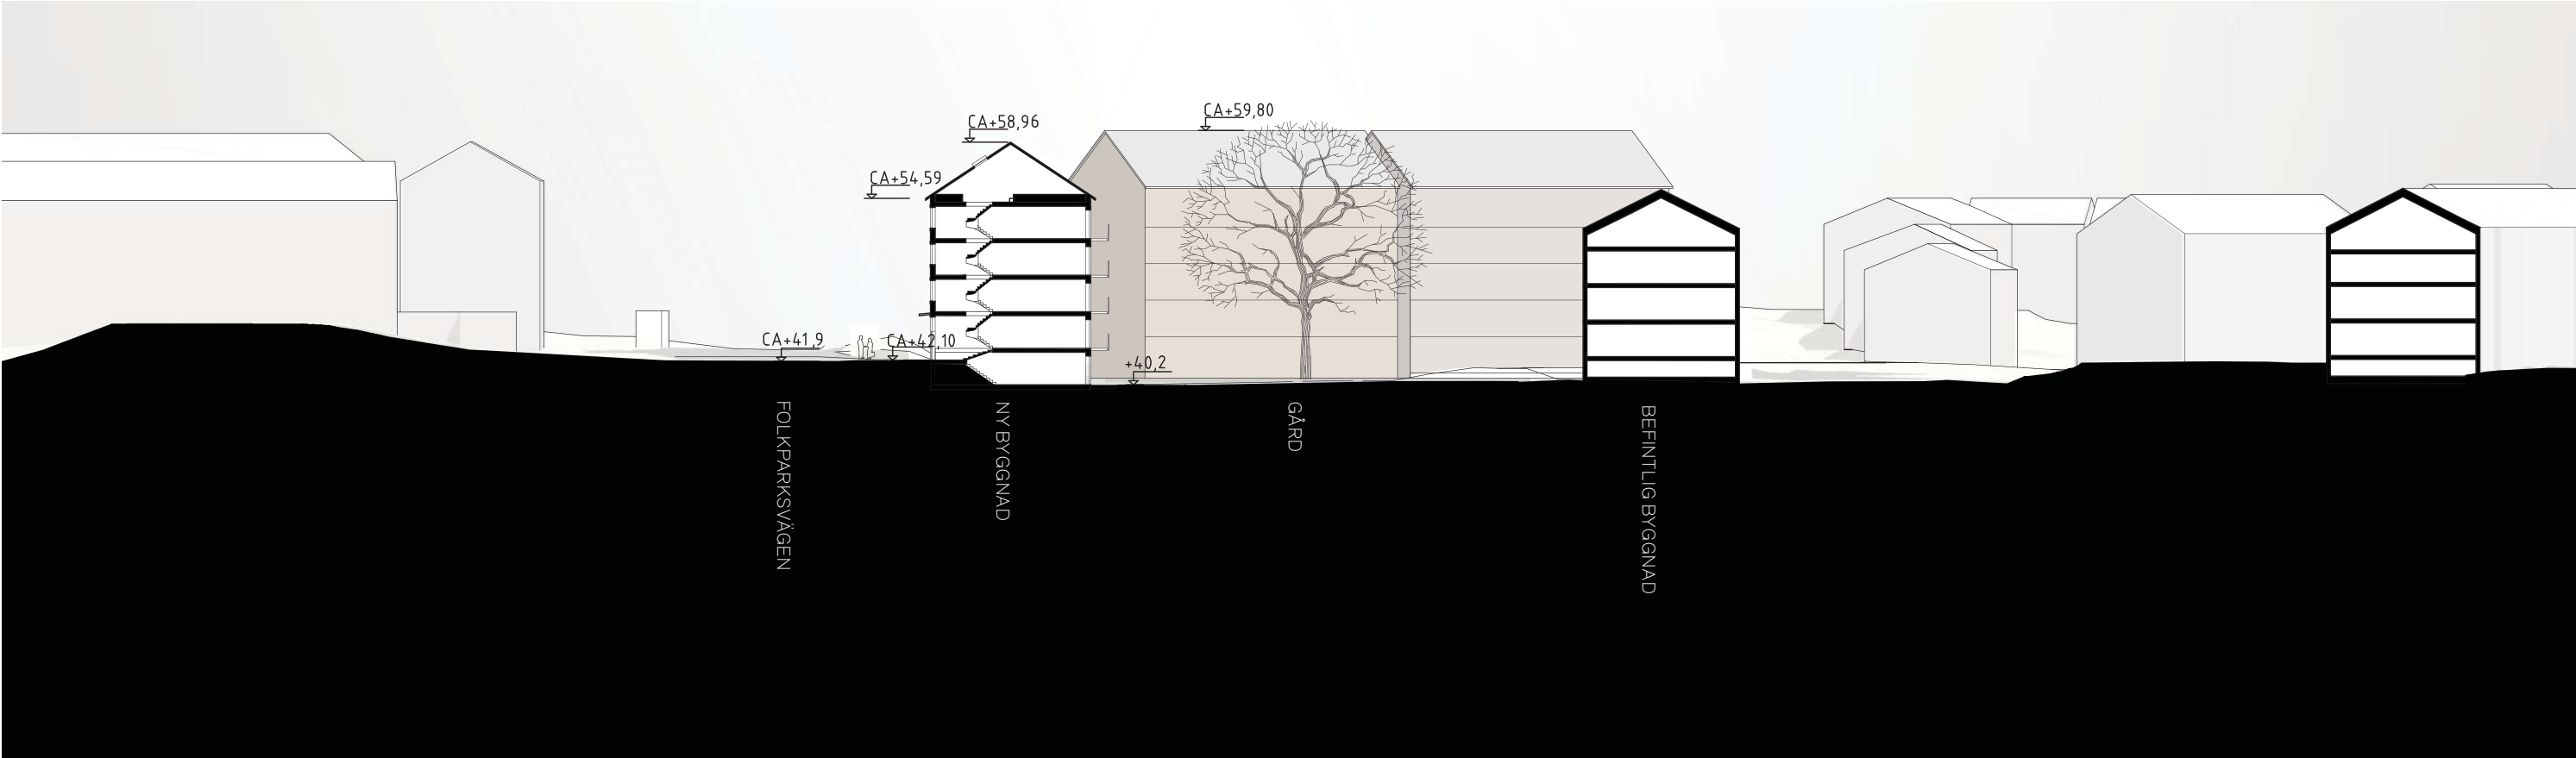 CA+59,80
CA+58,96
CA+54,59
CA+41,9
CA+42,10
+40,2
FOLKPARKSVÄGEN
NY BYGGNAD
GÅRD
BEFINTLIG BYGGNAD